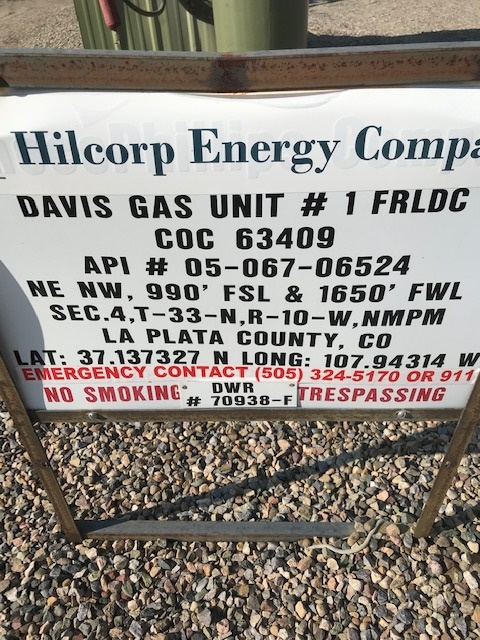 Hilcorp Energy Compa
DAVIS GAS UNIT # 1 FRLDC
COC 63409
API # 05-067-06524
NE NW, 990' FSL & 1650' FWL
SEC.4,T-33-N,R-10-W,NMPM
LA PLATA COUNTY, CO
LAT: 37.137327 N LONG: 107.94314 W
EMERGENCY CONTACT (505) 324-5170 OR 911
NO SMOKING DWR TRESPASSING
# 70938-F